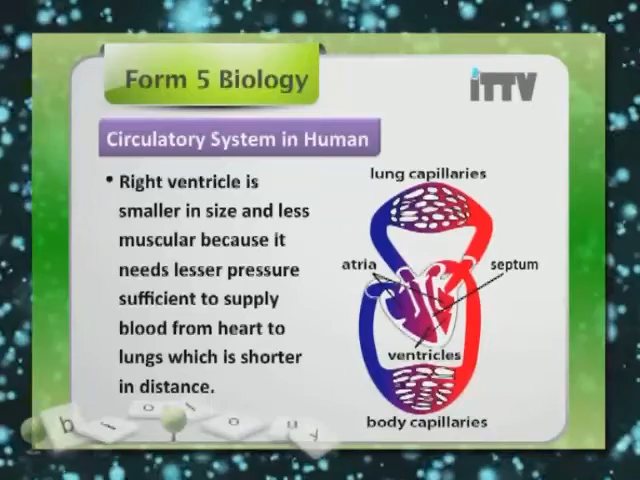 Form 5 Biology
iTTV
Circulatory System in Human
• Right ventricle is
smaller in size and less
muscular because it
needs lesser pressure
sufficient to supply
blood from heart to
lungs which is shorter
in distance.
lung capillaries
atria
septum
ventricles
body capillaries
b i o l o g y